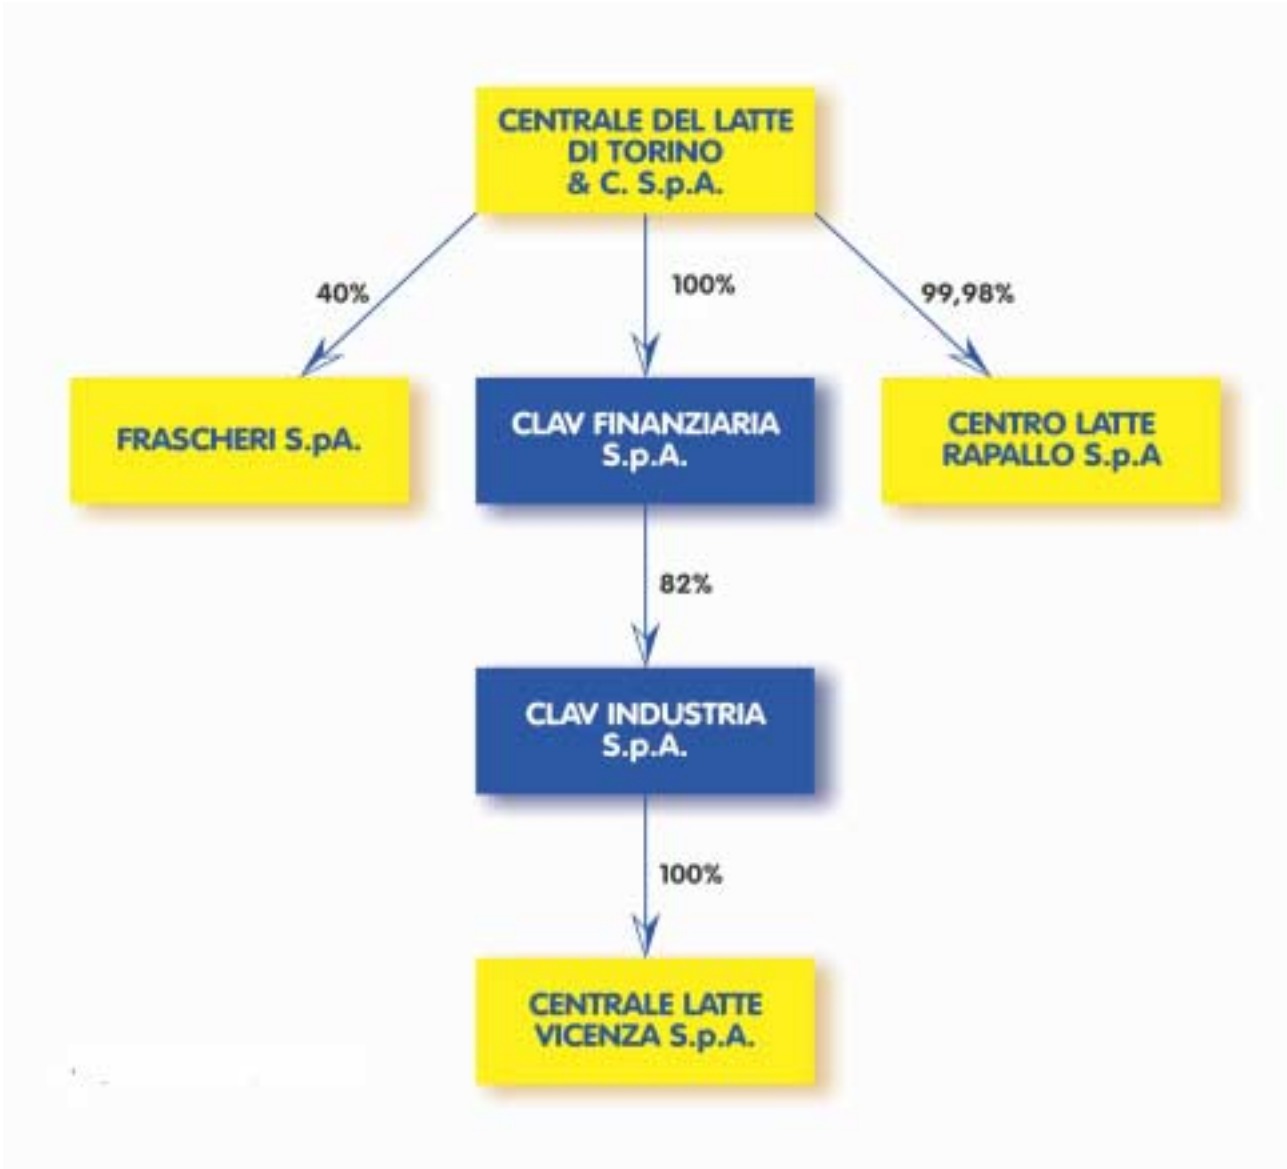 CENTRALE DEL LATTE
DI TORINO
& C. S.p.A.
40%
100%
99,98%
FRASCHERI S.pA.
CLAV FINANZIARIA
S.p.A.
CENTRO LATTE
RAPALLO S.p.A
82%
CLAV INDUSTRIA
S.p.A.
100%
CENTRALE LATTE
VICENZA S.p.A.